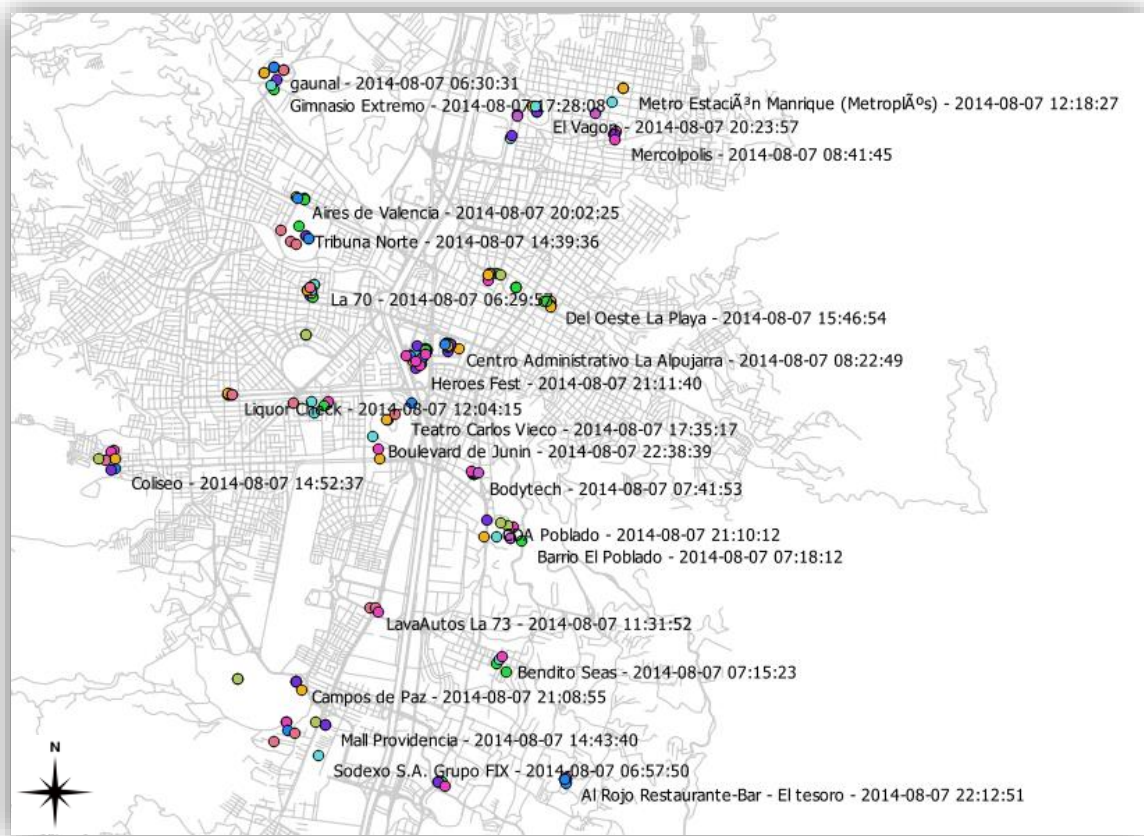 gaunal - 2014-08-07 06:30:31
Gimnasio Extremo - 2014-08-07 17:28:08
Metro EstaciÃ³n Manrique (MetroplÃºs) - 2014-08-07 12:18:27
El Vagon - 2014-08-07 20:23:57
Mercolpolis - 2014-08-07 08:41:45
Aires de Valencia - 2014-08-07 20:02:25
Tribuna Norte - 2014-08-07 14:39:36
La 70 - 2014-08-07 06:29:57
Del Oeste La Playa - 2014-08-07 15:46:54
Centro Administrativo La Alpujarra - 2014-08-07 08:22:49
Heroes Fest - 2014-08-07 21:11:40
Liquor Check - 2014-08-07 12:04:15
Teatro Carlos Vieco - 2014-08-07 17:35:17
Boulevard de Junin - 2014-08-07 22:38:39
Coliseo - 2014-08-07 14:52:37
Bodytech - 2014-08-07 07:41:53
Poblado - 2014-08-07 21:10:12
Barrio El Poblado - 2014-08-07 07:18:12
LavaAutos La 73 - 2014-08-07 11:31:52
Bendito Seas - 2014-08-07 07:15:23
Campos de Paz - 2014-08-07 21:08:55
Mall Providencia - 2014-08-07 14:43:40
N
Sodexo S.A. Grupo FIX - 2014-08-07 06:57:50
Al Rojo Restaurante-Bar - El tesoro - 2014-08-07 22:12:51